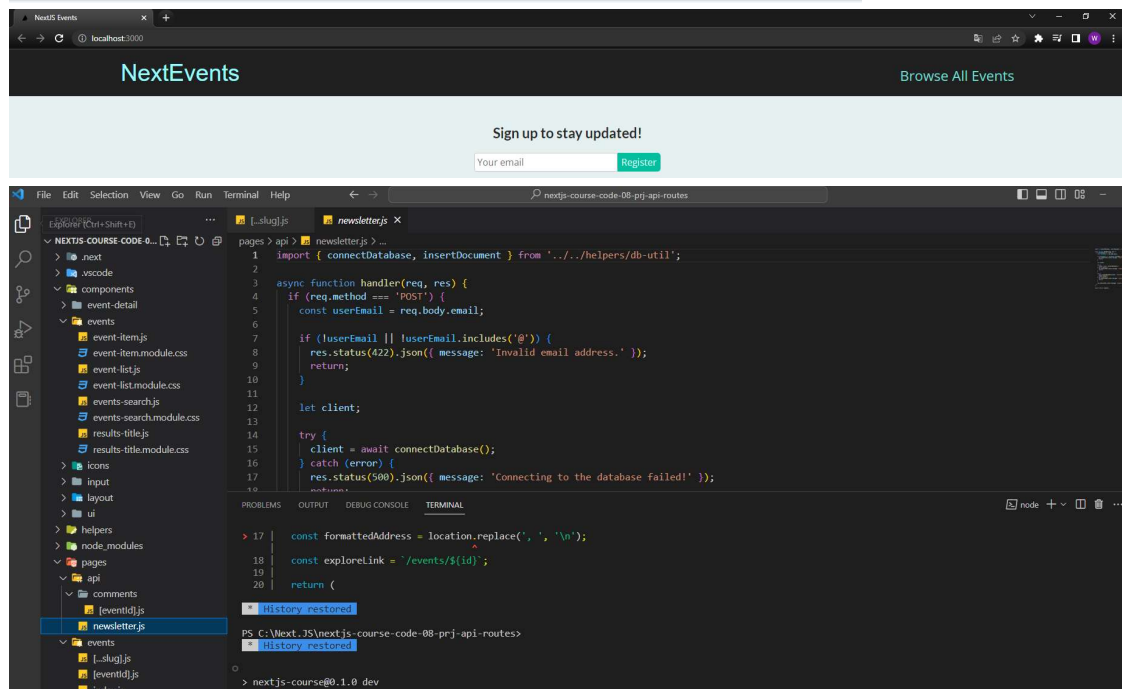 NextJS Events
localhost:3000
NextEvents
Browse All Events
Sign up to stay updated!
Your email
Register
File Edit Selection View Go Run Terminal Help
nextjs-course-code-08-prj-api-routes
Explorer (Ctrl+Shift+E)
NEXTJS-COURSE-CODE-0...
.next
.vscode
components
event-detail
events
event-item.js
event-item.module.css
event-list.js
event-list.module.css
events-search.js
events-search.module.css
results-title.js
results-title.module.css
icons
input
layout
ui
helpers
node_modules
pages
api
comments
[eventId].js
newsletter.js
events
[...slug].js
[eventId].js
[...slug].js
newsletter.js
pages > api > newsletter.js > ...
1 import { connectDatabase, insertDocument } from '../../helpers/db-util';
2
3 async function handler(req, res) {
4 if (req.method === 'POST') {
5 const userEmail = req.body.email;
6
7 if (!userEmail || !userEmail.includes('@')) {
8 res.status(422).json({ message: 'Invalid email address.' });
9 return;
10 }
11
12 let client;
13
14 try {
15 client = await connectDatabase();
16 } catch (error) {
17 res.status(500).json({ message: 'Connecting to the database failed!' });
PROBLEMS OUTPUT DEBUG CONSOLE TERMINAL
node
> 17 | const formattedAddress = location.replace(', ', '\n');
| ^
18 | const exploreLink = `/events/${id}`;
19 |
20 | return (
* History restored
PS C:\Next.JS\nextjs-course-code-08-prj-api-routes>
* History restored
> nextjs-course@0.1.0 dev